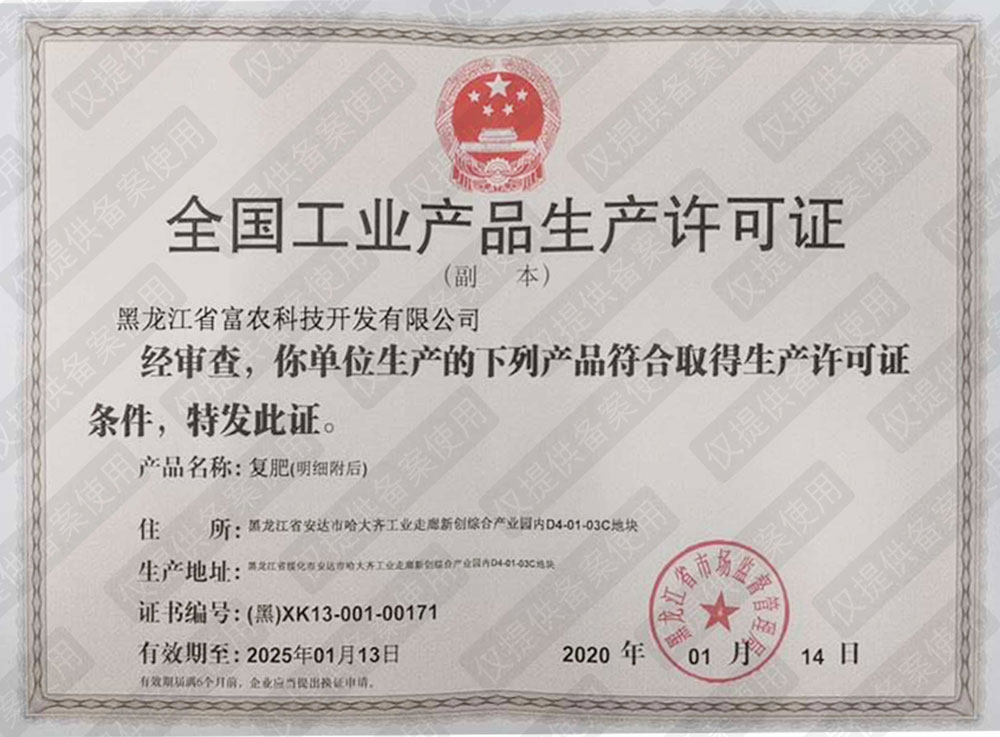 全国工业产品生产许可证
(副 本)
黑龙江省富农科技开发有限公司
经审查，你单位生产的下列产品符合取得生产许可证
条件，特发此证。
产品名称：复肥(明细附后)
住 所：黑龙江省安达市哈大齐工业走廊新创综合产业园内D4-01-03C地块
生产地址：黑龙江省绥化市安达市哈大齐工业走廊新创综合产业园内D4-01-03C地块
证书编号：(黑)XK13-001-00171
黑龙江省市场监督管理局
有效期至：2025年01月13日
2020 年 01 月 14 日
有效期届满6个月前，企业应当提出换证申请。
仅提供备案使用